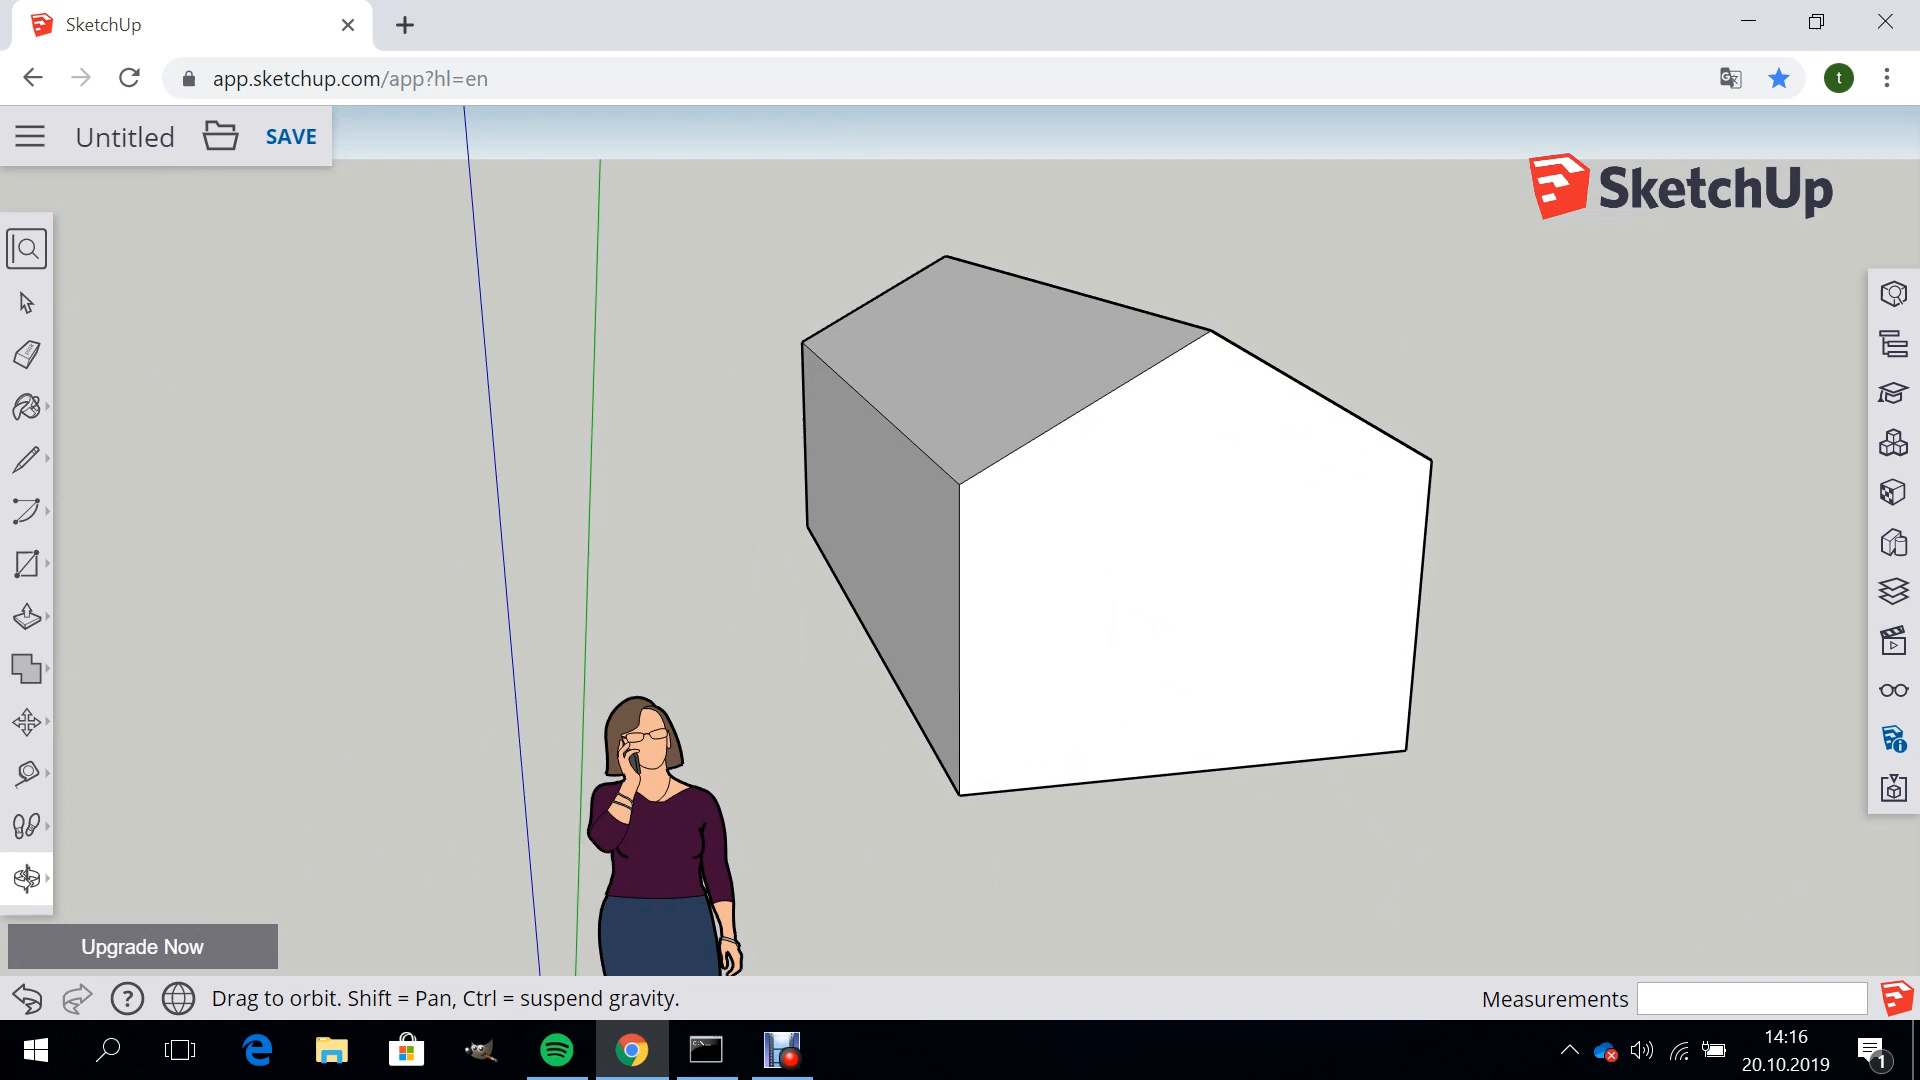 SketchUp
app.sketchup.com/app?hl=en
t
Untitled
SAVE
SketchUp
Upgrade Now
Drag to orbit. Shift = Pan, Ctrl = suspend gravity.
Measurements
14:16
20.10.2019
1